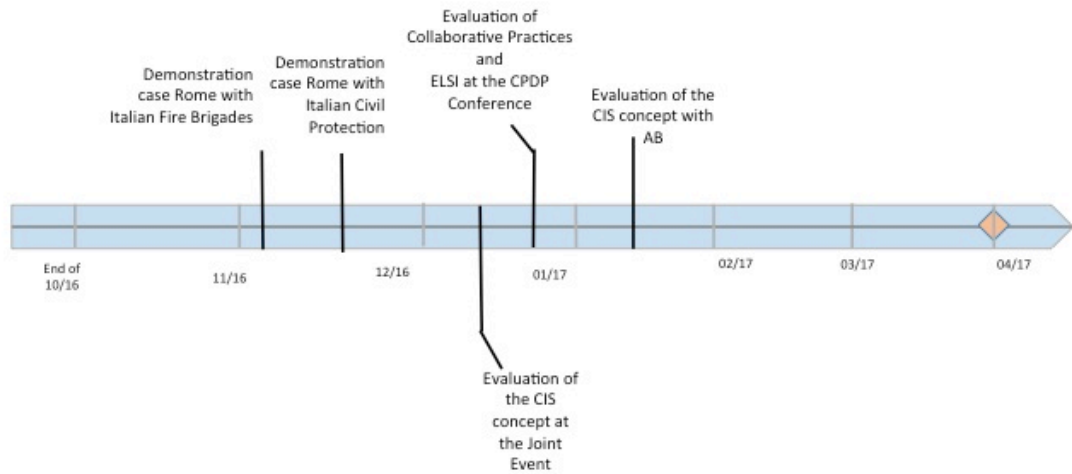 Demonstration
case Rome with
Italian Fire Brigades
Demonstration
case Rome with
Italian Civil
Protection
Evaluation of
Collaborative Practices
and
ELSI at the CPDP
Conference
Evaluation of the
CIS concept with
AB
End of
10/16
11/16
12/16
01/17
02/17
03/17
04/17
Evaluation of
the CIS
concept at
the Joint
Event